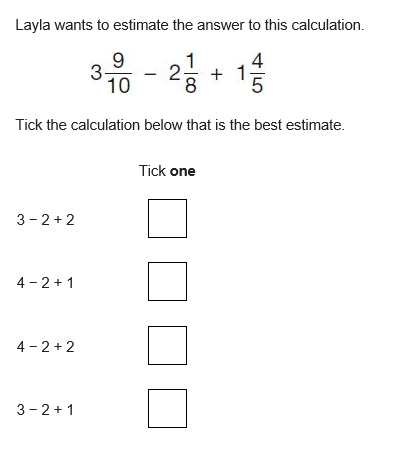 Layla wants to estimate the answer to this calculation.
3 9/10 − 2 1/8 + 1 4/5
Tick the calculation below that is the best estimate.
Tick one
3 − 2 + 2
4 − 2 + 1
4 − 2 + 2
3 − 2 + 1